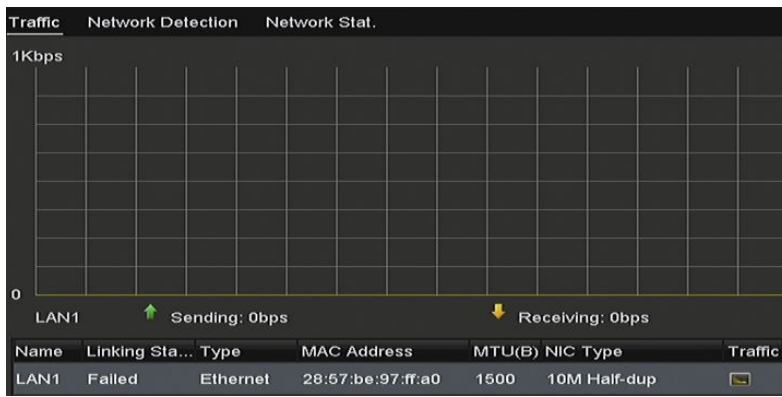 Traffic Network Detection Network Stat.
1Kbps
0
LAN1 Sending: 0bps Receiving: 0bps
Name Linking Sta... Type MAC Address MTU(B) NIC Type Traffic
LAN1 Failed Ethernet 28:57:be:97:ff:a0 1500 10M Half-dup